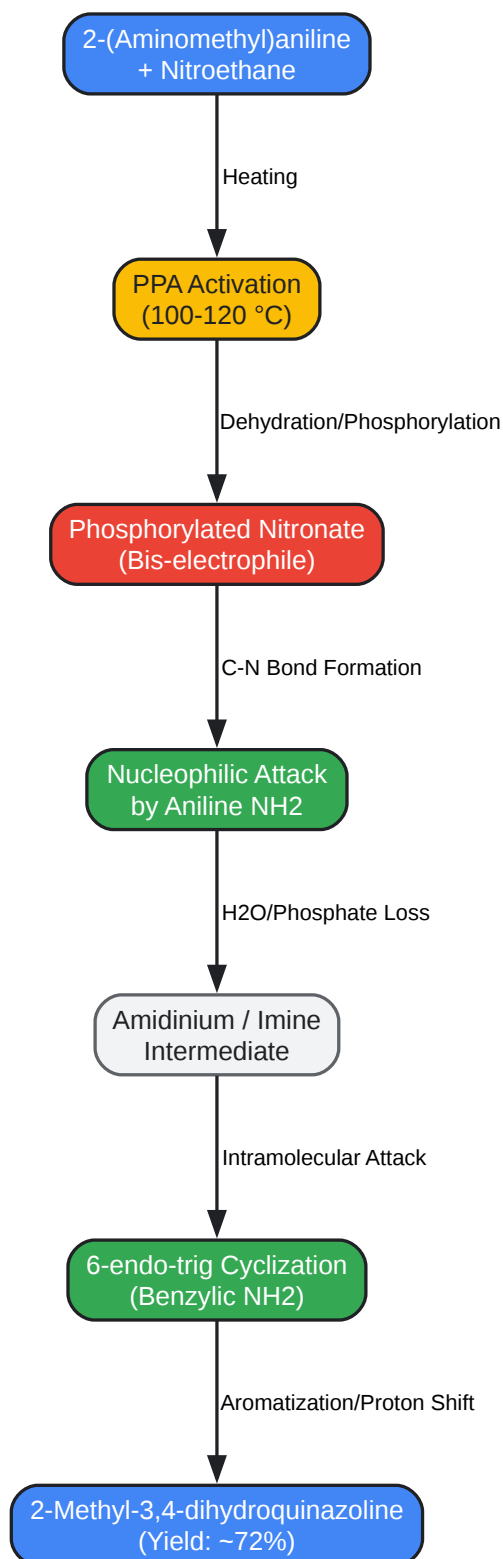 2-(Aminomethyl)aniline
+ Nitroethane
Heating
PPA Activation
(100-120 °C)
Dehydration/Phosphorylation
Phosphorylated Nitronate
(Bis-electrophile)
C-N Bond Formation
Nucleophilic Attack
by Aniline NH2
H2O/Phosphate Loss
Amidinium / Imine
Intermediate
Intramolecular Attack
6-endo-trig Cyclization
(Benzylic NH2)
Aromatization/Proton Shift
2-Methyl-3,4-dihydroquinazoline
(Yield: ~72%)